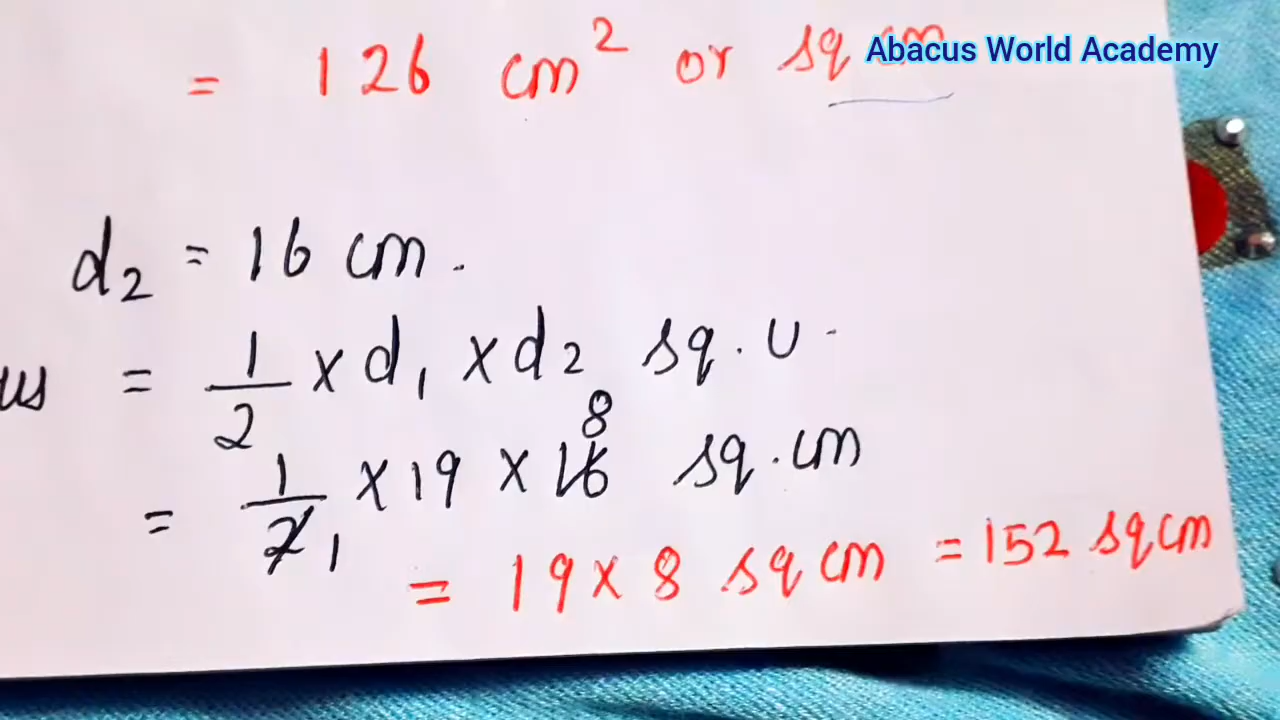 Abacus World Academy
= 126 cm² or sq cm
d₂ = 16 cm.
us = 1/2 × d₁ × d₂ sq. u.
= 1/2 1 × 19 × 16 8 sq. cm
= 19 × 8 sq cm = 152 sq cm